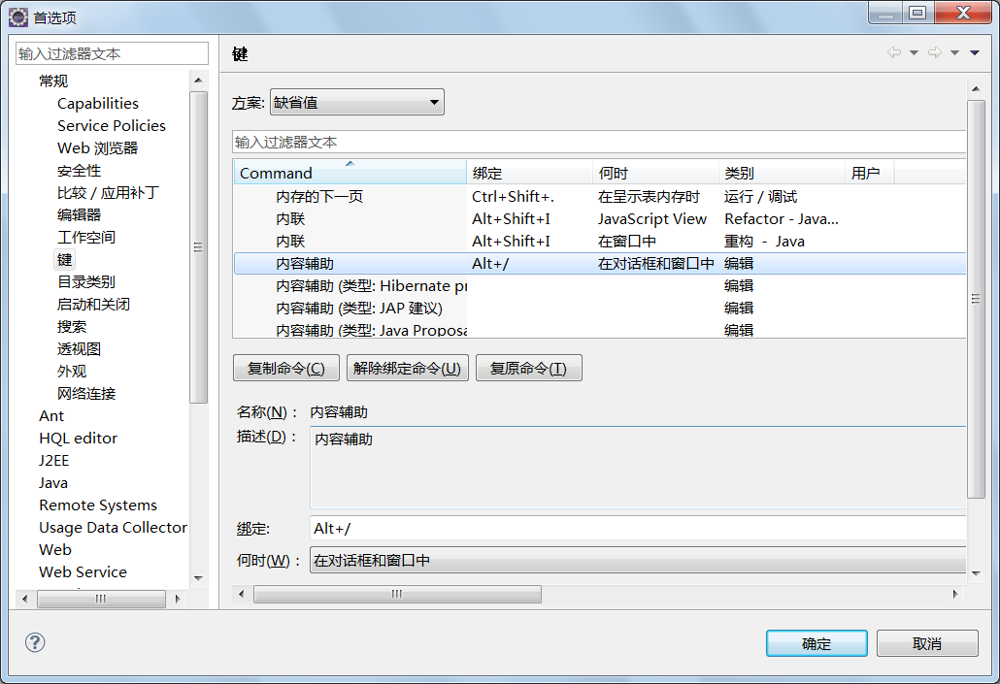 首选项
输入过滤器文本
常规
Capabilities
Service Policies
Web 浏览器
安全性
比较 / 应用补丁
编辑器
工作空间
键
目录类别
启动和关闭
搜索
透视图
外观
网络连接
Ant
HQL editor
J2EE
Java
Remote Systems
Usage Data Collector
Web
Web Service
键
方案: 缺省值
输入过滤器文本
Command 绑定 何时 类别 用户
内存的下一页 Ctrl+Shift+. 在呈示表内存时 运行 / 调试
内联 Alt+Shift+I JavaScript View Refactor - Java...
内联 Alt+Shift+I 在窗口中 重构 - Java
内容辅助 Alt+/ 在对话框和窗口中 编辑
内容辅助 (类型: Hibernate pr 编辑
内容辅助 (类型: JAP 建议) 编辑
内容辅助 (类型: Java Proposa 编辑
复制命令(C) 解除绑定命令(U) 复原命令(T)
名称(N)： 内容辅助
描述(D)： 内容辅助
绑定: Alt+/
何时(W)： 在对话框和窗口中
?
确定 取消